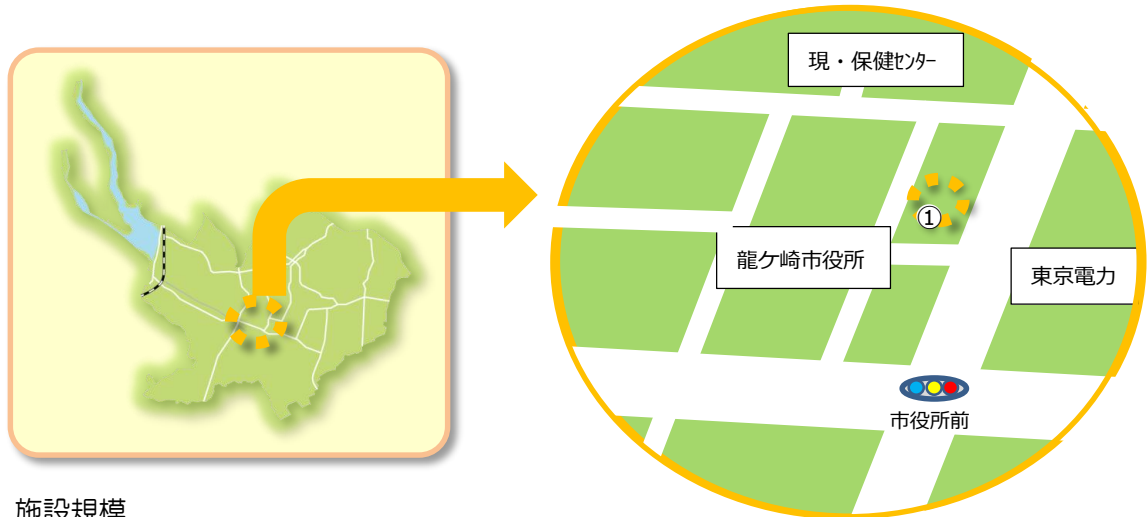 現・保健ｾﾝﾀｰ
①
龍ケ崎市役所
東京電力
市役所前
施設規模